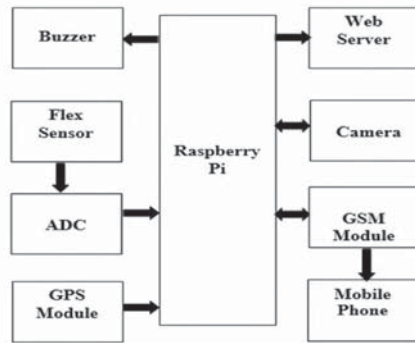 Buzzer
Flex
Sensor
ADC
GPS
Module
Raspberry
Pi
Web
Server
Camera
GSM
Module
Mobile
Phone